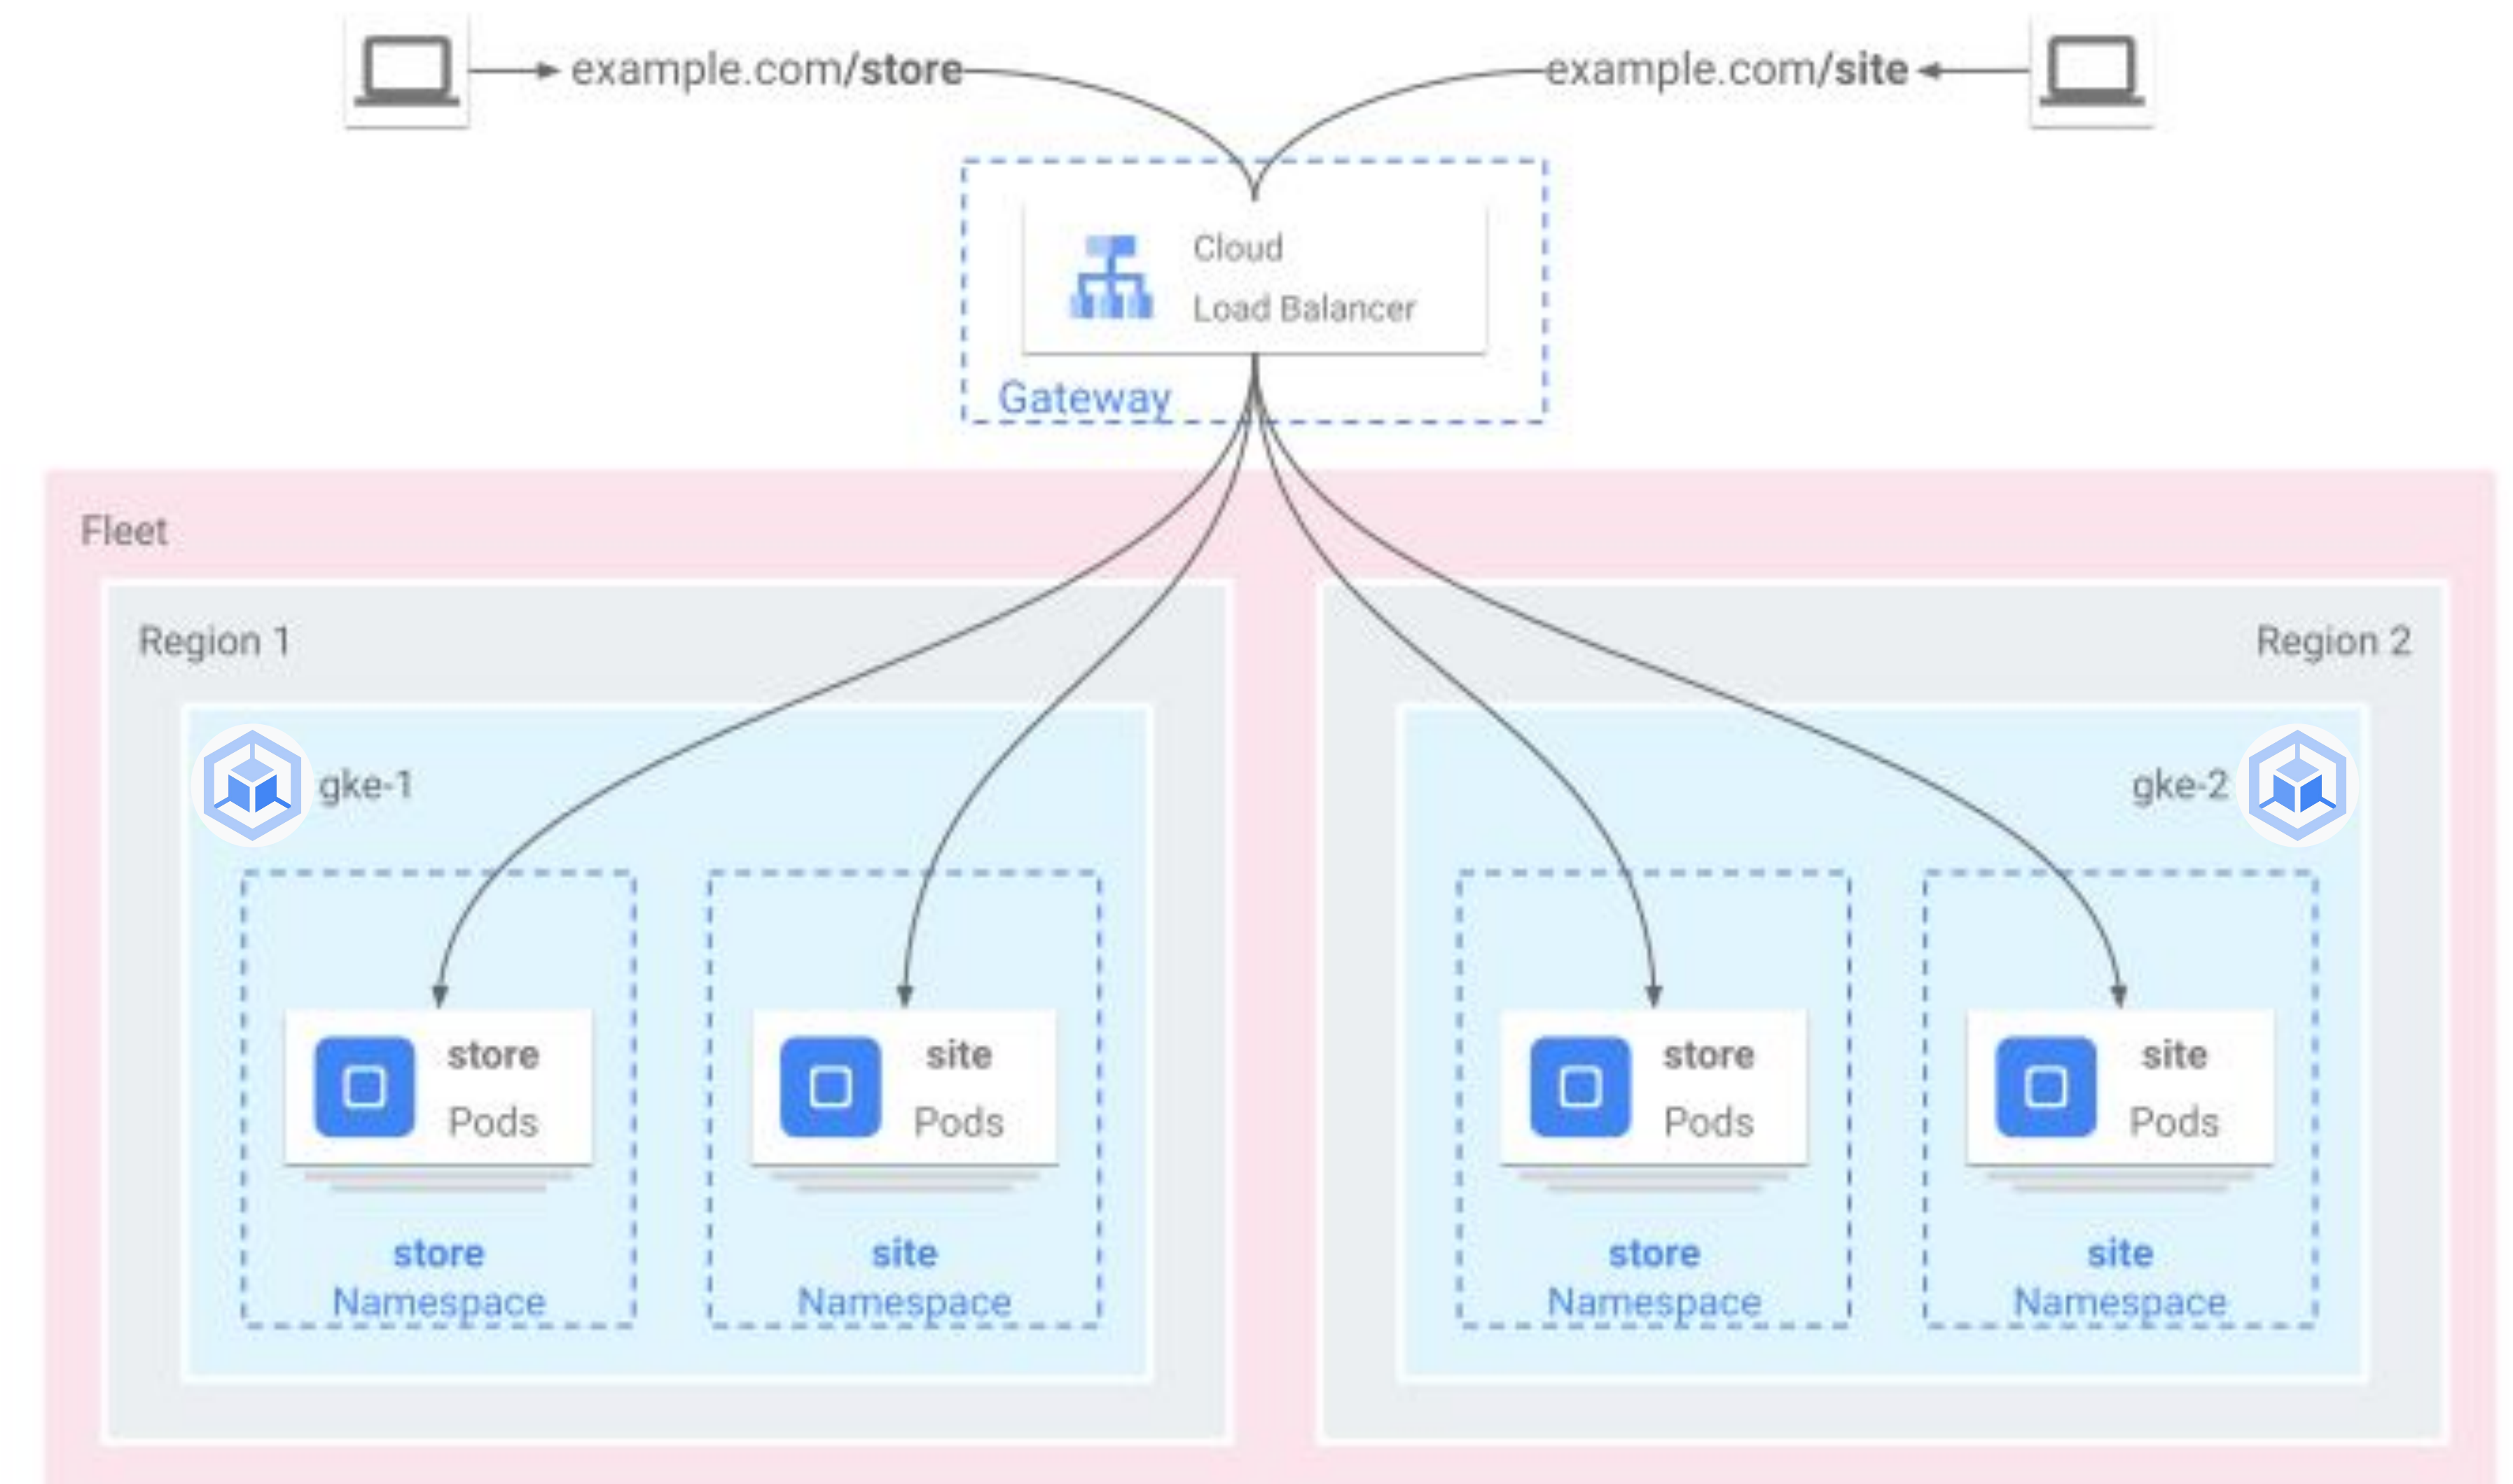 example.com/store
example.com/site
Cloud
Load Balancer
Gateway
Fleet
Region 1
Region 2
gke-1
gke-2
store
Pods
site
Pods
store
Pods
site
Pods
store
Namespace
site
Namespace
store
Namespace
site
Namespace